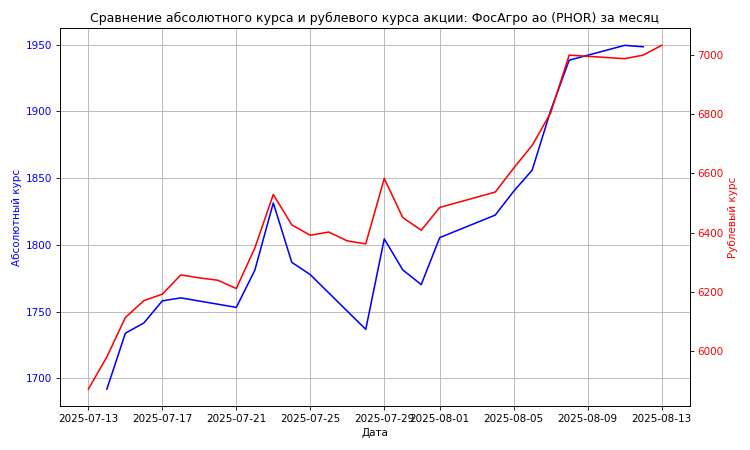 Сравнение абсолютного курса и рублевого курса акции: ФосАгро ао (PHOR) за месяц
Абсолютный курс
1950
1900
1850
1800
1750
1700
7000
6800
6600
6400
6200
6000
Рублевый курс
2025-07-13 2025-07-17 2025-07-21 2025-07-25 2025-07-29 2025-08-01 2025-08-05 2025-08-09 2025-08-13
Дата